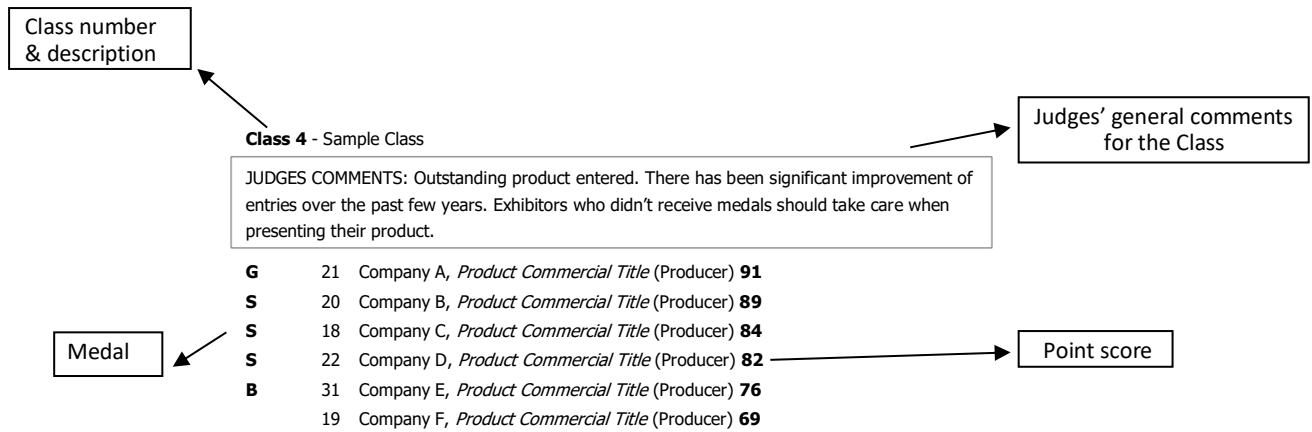 Class number
& description
Judges’ general comments
for the Class
Class 4 - Sample Class
JUDGES COMMENTS: Outstanding product entered. There has been significant improvement of
entries over the past few years. Exhibitors who didn’t receive medals should take care when
presenting their product.
G 21 Company A, Product Commercial Title (Producer) 91
S 20 Company B, Product Commercial Title (Producer) 89
S 18 Company C, Product Commercial Title (Producer) 84
Medal
S 22 Company D, Product Commercial Title (Producer) 82
Point score
B 31 Company E, Product Commercial Title (Producer) 76
19 Company F, Product Commercial Title (Producer) 69